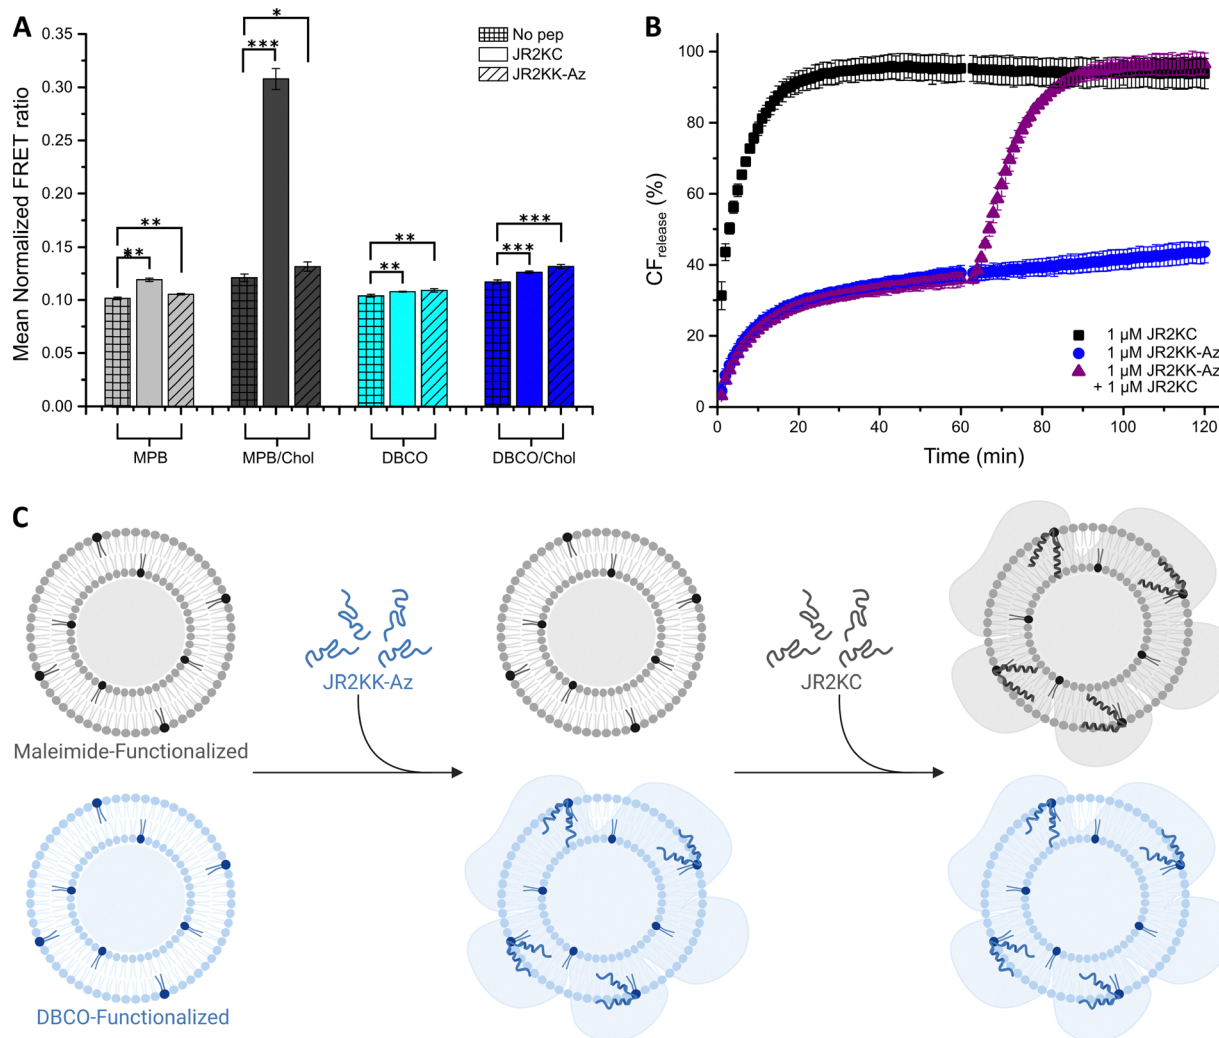 A
Mean Normalized FRET ratio
0.35
0.30
0.25
0.20
0.15
0.10
0.05
0.00
No pep
JR2KC
JR2KK-Az
**
**
***
*
**
**
***
***
MPB
MPB/Chol
DBCO
DBCO/Chol
B
CFrelease (%)
100
80
60
40
20
0
0 20 40 60 80 100 120
Time (min)
1 µM JR2KC
1 µM JR2KK-Az
1 µM JR2KK-Az
+ 1 µM JR2KC
C
JR2KK-Az
JR2KC
Maleimide-Functionalized
DBCO-Functionalized